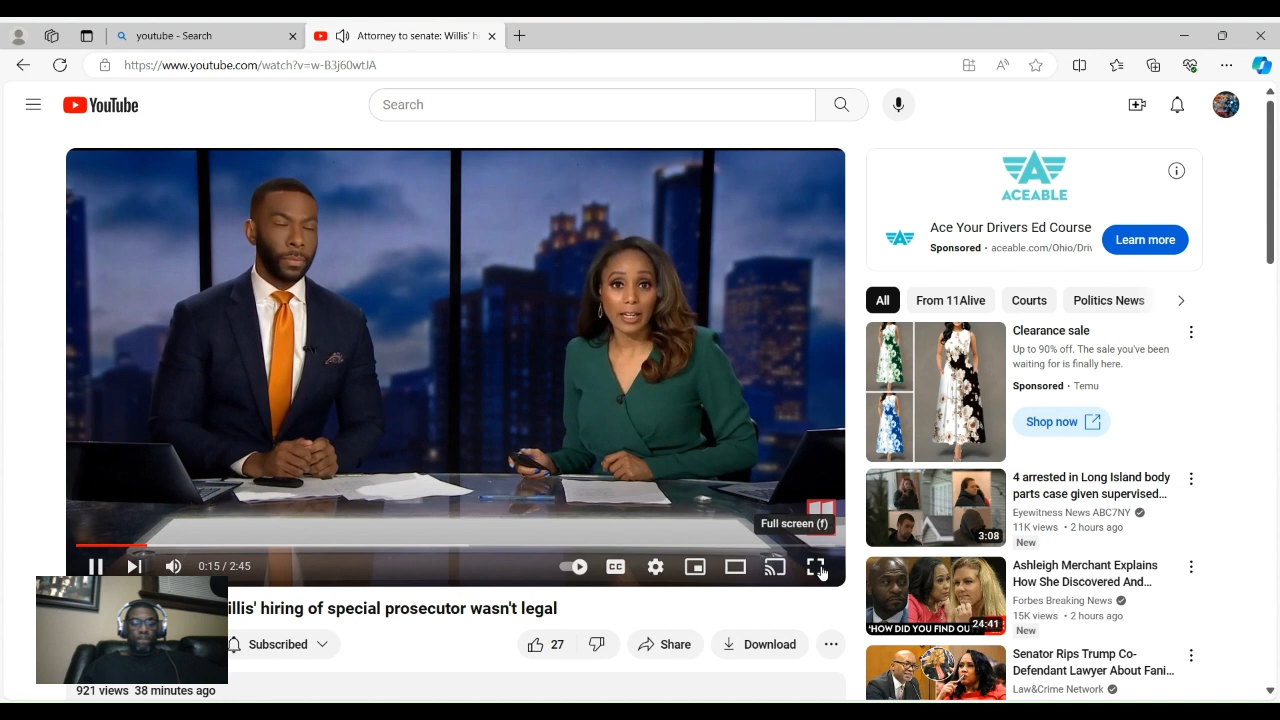 youtube - Search
Attorney to senate: Willis' hi
https://www.youtube.com/watch?v=w-B3j60wtJA
YouTube
Search
ACEABLE
Ace Your Drivers Ed Course
Sponsored · aceable.com/Ohio/Driv
Learn more
All
From 11Alive
Courts
Politics News
Clearance sale
Up to 90% off. The sale you've been
waiting for is finally here.
Sponsored · Temu
Shop now
4 arrested in Long Island body
parts case given supervised...
Eyewitness News ABC7NY
11K views · 2 hours ago
New
3:08
Ashleigh Merchant Explains
How She Discovered And...
Forbes Breaking News
15K views · 2 hours ago
New
'HOW DID YOU FIND OU
24:41
Senator Rips Trump Co-
Defendant Lawyer About Fani...
Law&Crime Network
Full screen (f)
0:15 / 2:45
CC
illis' hiring of special prosecutor wasn't legal
Subscribed
27
Share
Download
921 views 38 minutes ago